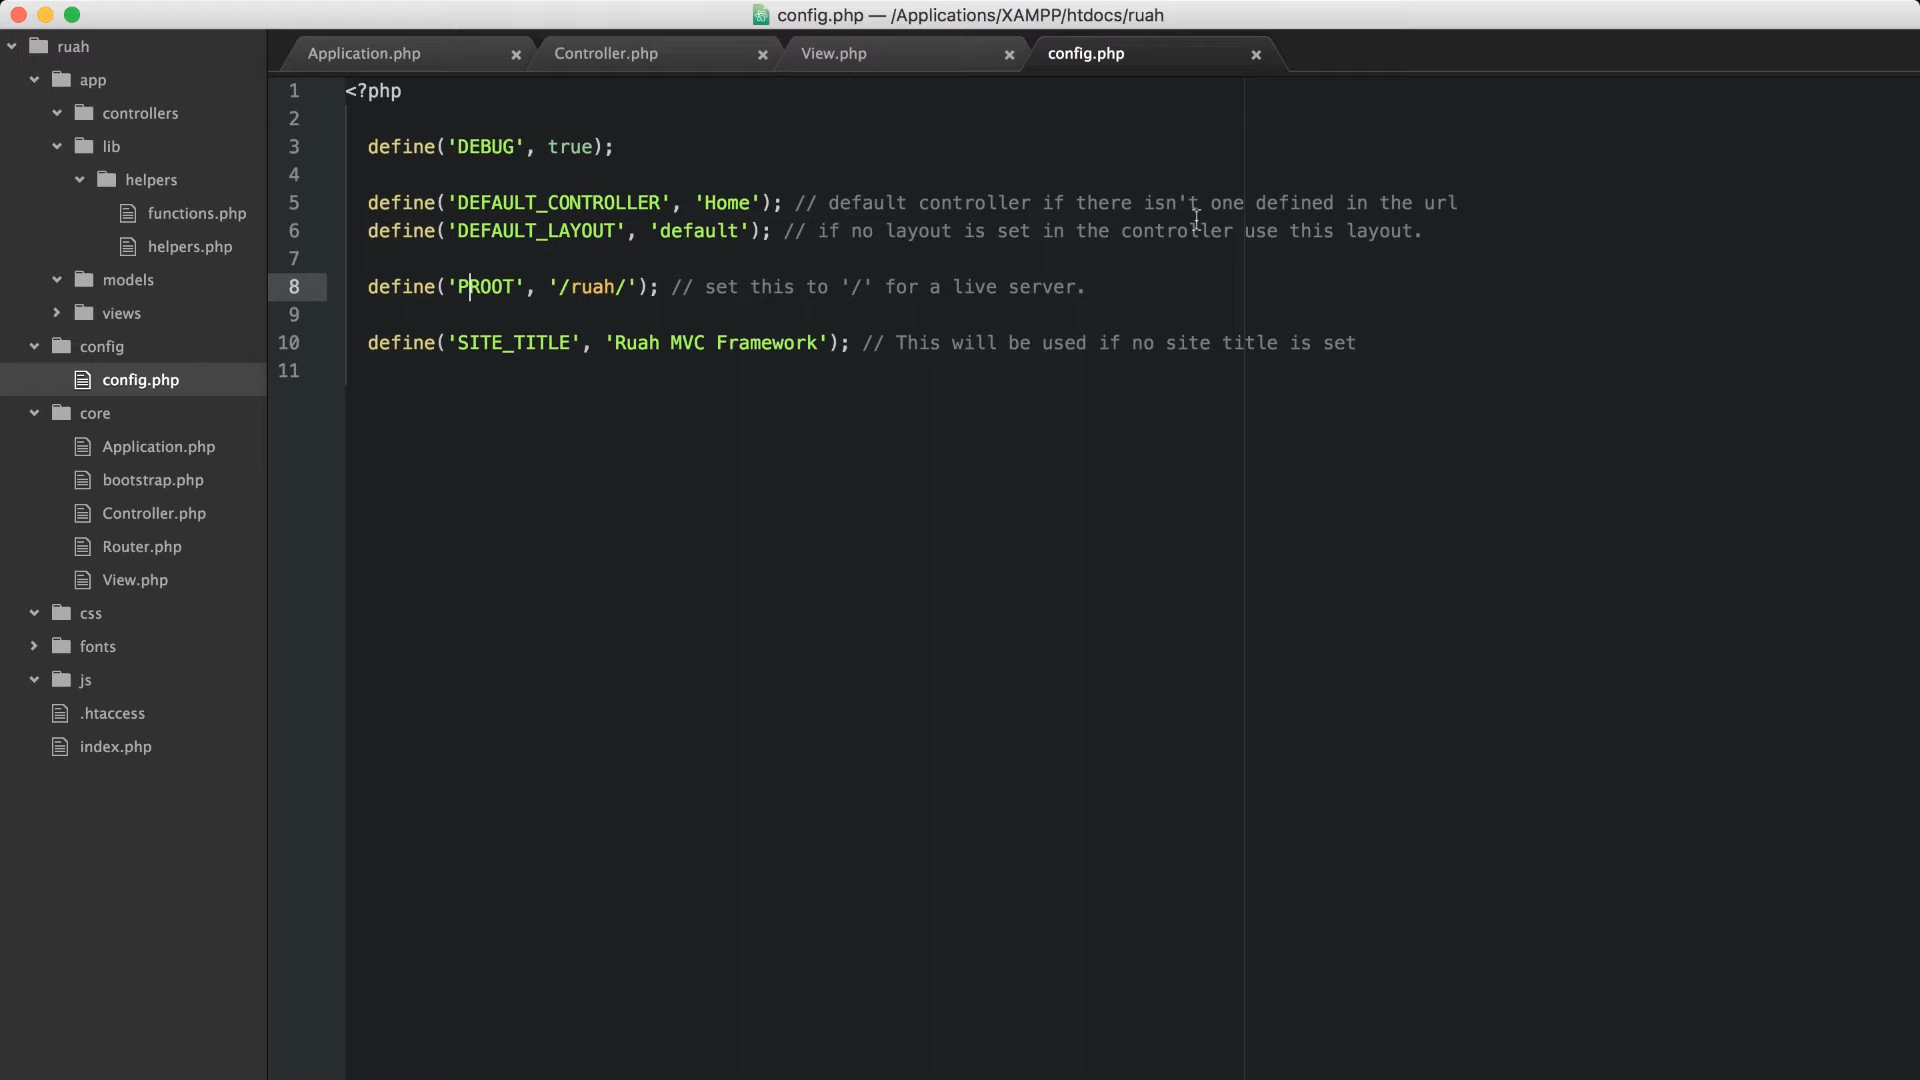 config.php — /Applications/XAMPP/htdocs/ruah
ruah
app
controllers
lib
helpers
functions.php
helpers.php
models
views
config
config.php
core
Application.php
bootstrap.php
Controller.php
Router.php
View.php
css
fonts
js
.htaccess
index.php
Application.php
Controller.php
View.php
config.php
1 <?php
2
3 define('DEBUG', true);
4
5 define('DEFAULT_CONTROLLER', 'Home'); // default controller if there isn't one defined in the url
6 define('DEFAULT_LAYOUT', 'default'); // if no layout is set in the controller use this layout.
7
8 define('PROOT', '/ruah/'); // set this to '/' for a live server.
9
10 define('SITE_TITLE', 'Ruah MVC Framework'); // This will be used if no site title is set
11